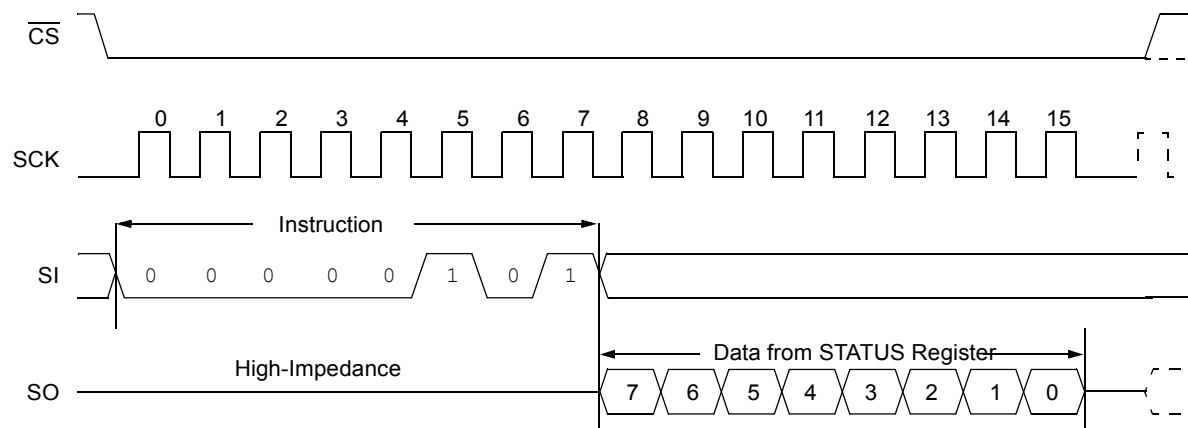 CS
0 1 2 3 4 5 6 7 8 9 10 11 12 13 14 15
SCK
Instruction
SI 0 0 0 0 0 1 0 1
Data from STATUS Register
High-Impedance
SO 7 6 5 4 3 2 1 0